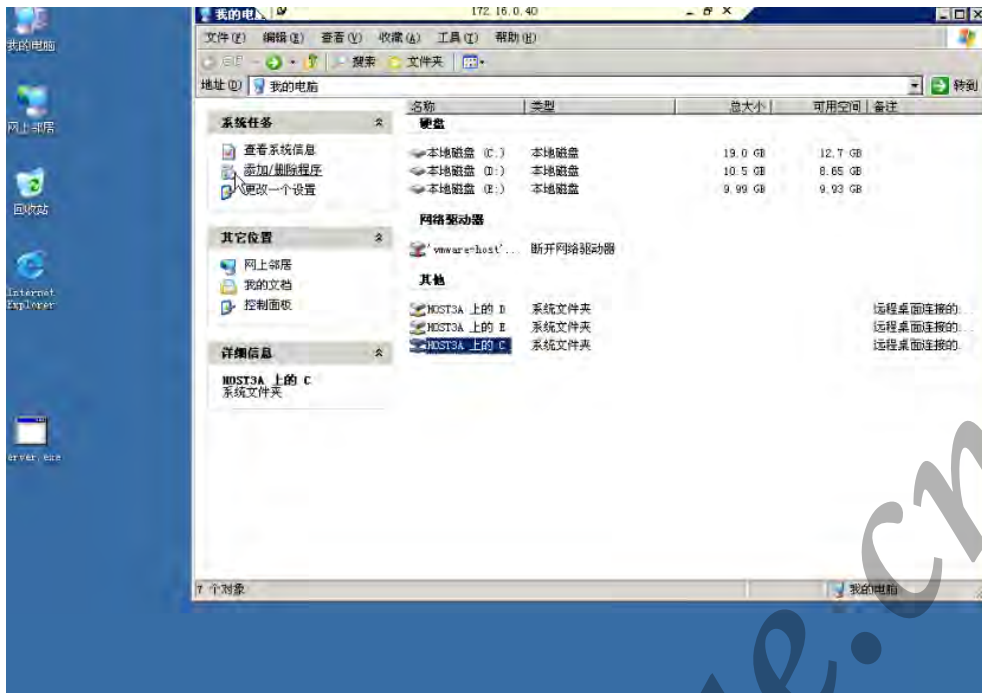 我的电脑
网上邻居
回收站
Internet
Explorer
erver.exe
我的电
172.16.0.40
文件(F) 编辑(E) 查看(V) 收藏(A) 工具(T) 帮助(H)
搜索 文件夹
地址(D) 我的电脑 转到
系统任务
查看系统信息
添加/删除程序
更改一个设置
其它位置
网上邻居
我的文档
控制面板
详细信息
HOST3A 上的 C
系统文件夹
名称 类型 总大小 可用空间 备注
硬盘
本地磁盘 (C:) 本地磁盘 19.0 GB 12.7 GB
本地磁盘 (D:) 本地磁盘 10.5 GB 8.65 GB
本地磁盘 (E:) 本地磁盘 9.99 GB 9.93 GB
网络驱动器
'vmware-host'... 断开网络驱动器
其他
HOST3A 上的 D 系统文件夹 远程桌面连接的...
HOST3A 上的 E 系统文件夹 远程桌面连接的...
HOST3A 上的 C 系统文件夹 远程桌面连接的...
7 个对象 我的电脑
e.cn